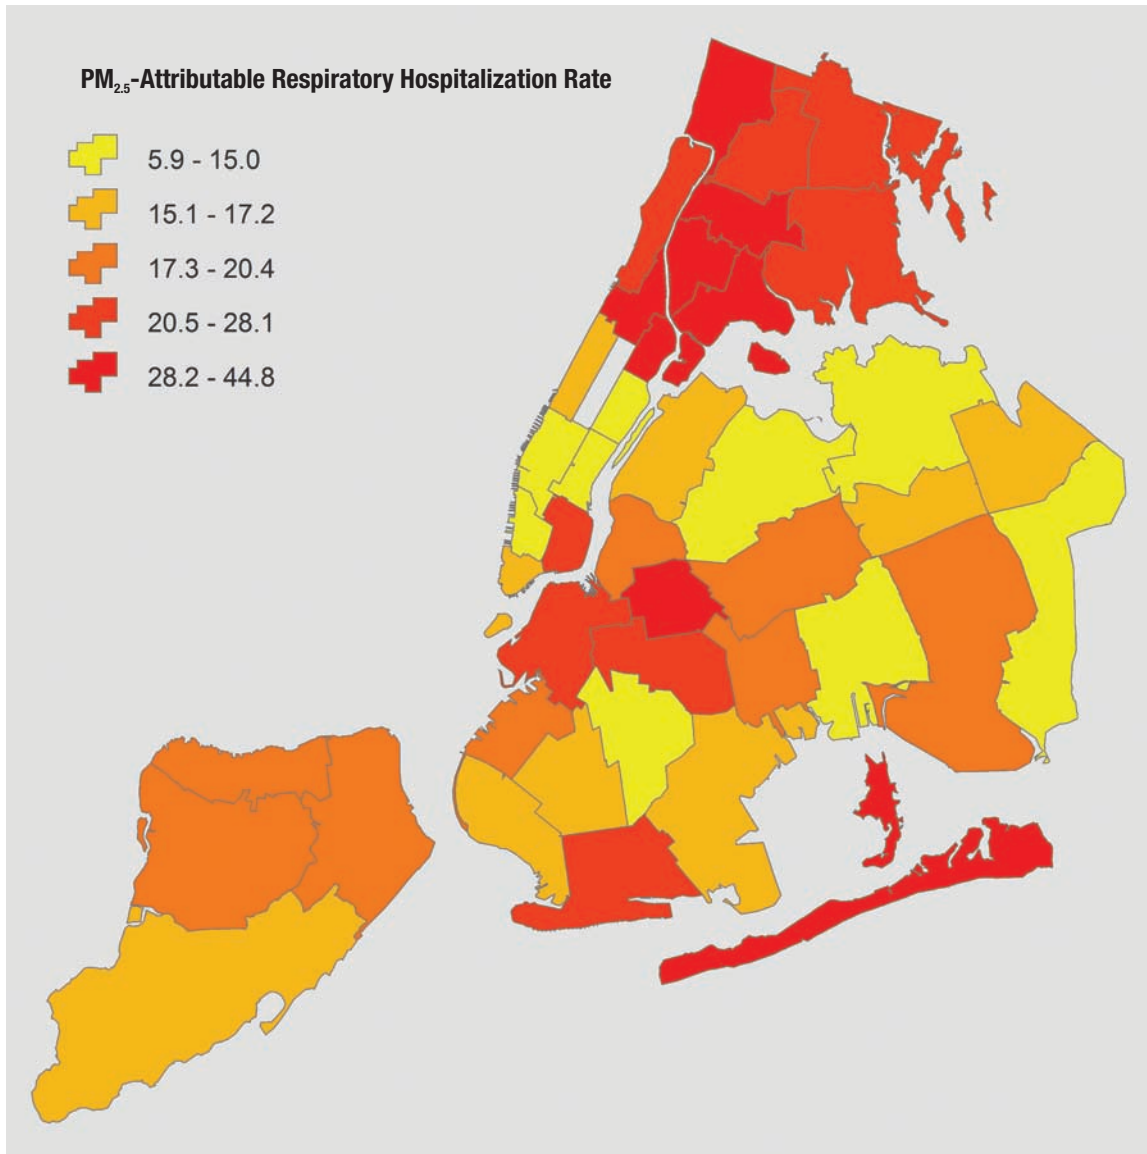 PM2.5-Attributable Respiratory Hospitalization Rate
5.9 - 15.0
15.1 - 17.2
17.3 - 20.4
20.5 - 28.1
28.2 - 44.8